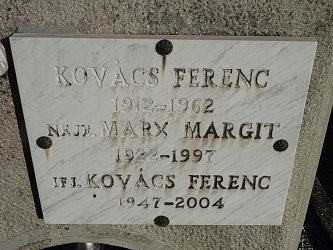 KOVÁCS FERENC
1912-1962
NEJE MARX MARGIT
1922-1997
IFJ. KOVÁCS FERENC
1947-2004